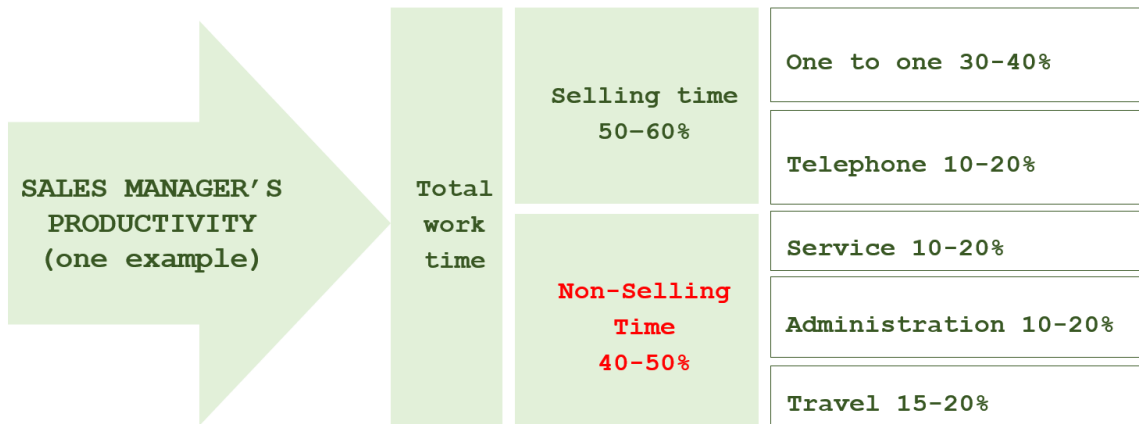 SALES MANAGER’S
PRODUCTIVITY
(one example)
Total
work
time
Selling time
50–60%
Non-Selling
Time
40-50%
One to one 30-40%
Telephone 10-20%
Service 10-20%
Administration 10-20%
Travel 15-20%